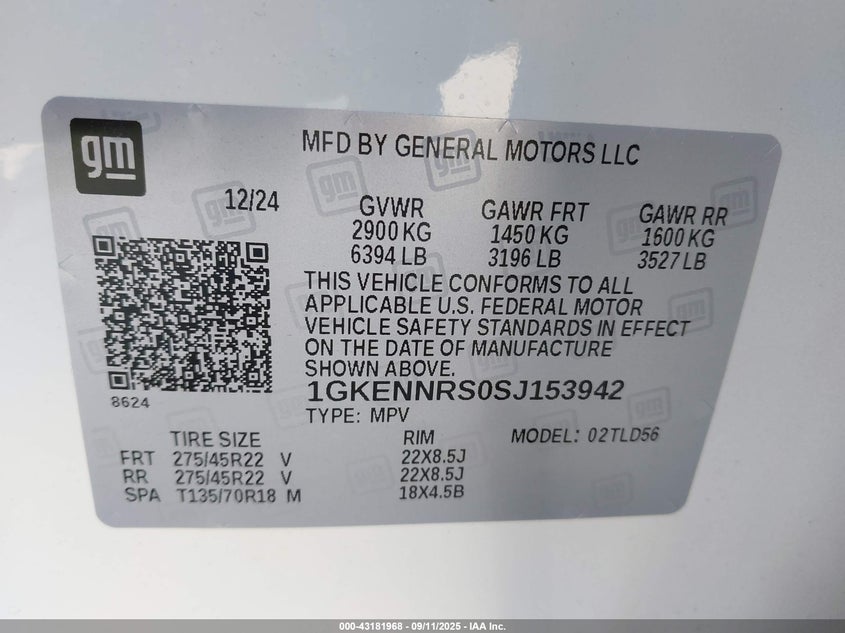 gm
MFD BY GENERAL MOTORS LLC
12/24
GVWR GAWR FRT GAWR RR
2900 KG 1450 KG 1600 KG
6394 LB 3196 LB 3527 LB
THIS VEHICLE CONFORMS TO ALL
APPLICABLE U.S. FEDERAL MOTOR
VEHICLE SAFETY STANDARDS IN EFFECT
ON THE DATE OF MANUFACTURE
SHOWN ABOVE.
1GKENNRS0SJ153942
8624
TYPE: MPV
TIRE SIZE RIM MODEL: 02TLD56
FRT 275/45R22 V 22X8.5J
RR 275/45R22 V 22X8.5J
SPA T135/70R18 M 18X4.5B
000-43181968 - 09/11/2025 - IAA Inc.